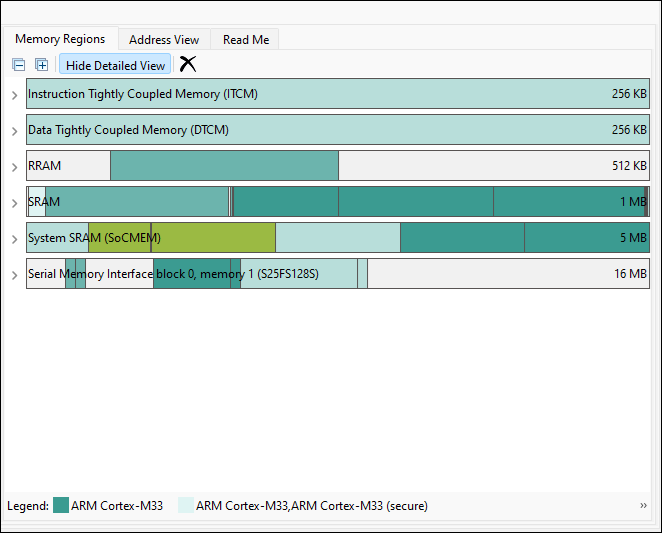 Memory Regions Address View Read Me
Hide Detailed View
Instruction Tightly Coupled Memory (ITCM) 256 KB
Data Tightly Coupled Memory (DTCM) 256 KB
RRAM 512 KB
SRAM 1 MB
System SRAM (SoCMEM) 5 MB
Serial Memory Interface block 0, memory 1 (S25FS128S) 16 MB
Legend: ARM Cortex-M33 ARM Cortex-M33,ARM Cortex-M33 (secure) »